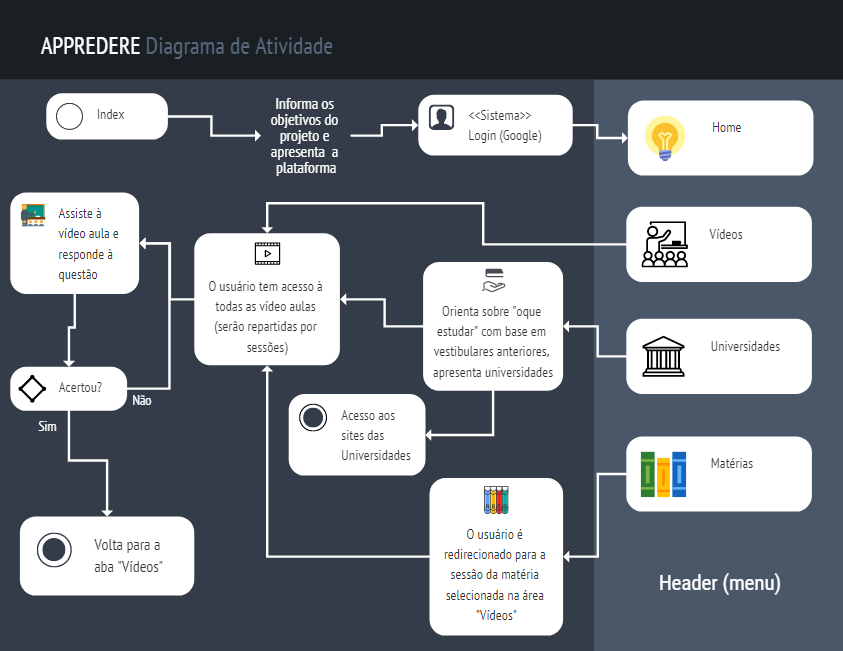 APPREDERE Diagrama de Atividade
Index
Informa os
objetivos do
projeto e
apresenta a
plataforma
<<Sistema>>
Login (Google)
Home
Assiste à
vídeo aula e
responde à
questão
O usuário tem acesso à
todas as vídeo aulas
(serão repartidas por
sessões)
Orienta sobre "oque
estudar" com base em
vestibulares anteriores,
apresenta universidades
Vídeos
Universidades
Acertou?
Não
Sim
Acesso aos
sites das
Universidades
Matérias
Volta para a
aba "Vídeos"
O usuário é
redirecionado para a
sessão da matéria
selecionada na área
"Vídeos"
Header (menu)